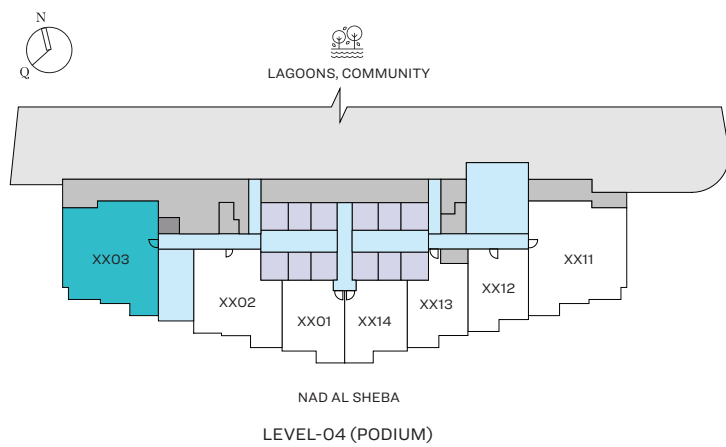 N
Q
LAGOONS, COMMUNITY
XX03
XX02
XX01
XX14
XX13
XX12
XX11
NAD AL SHEBA
LEVEL-04 (PODIUM)